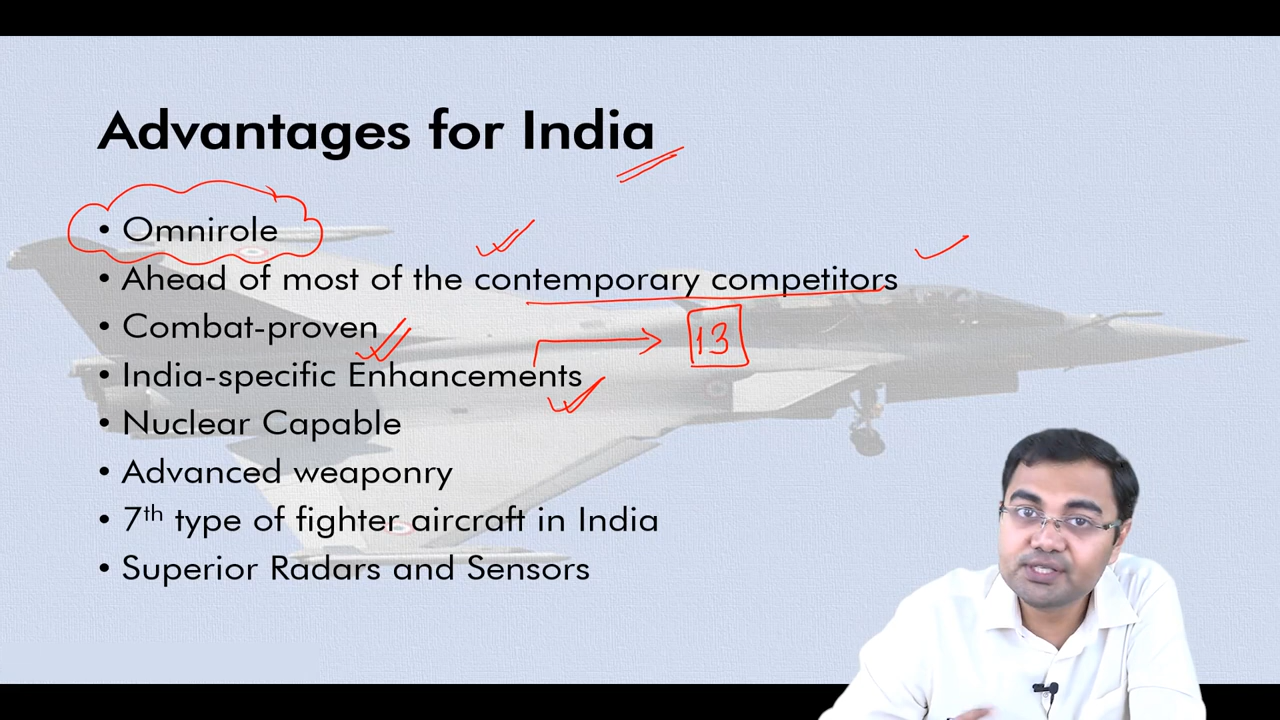 Advantages for India
• Omnirole
• Ahead of most of the contemporary competitors
• Combat-proven
13
• India-specific Enhancements
• Nuclear Capable
• Advanced weaponry
• 7th type of fighter aircraft in India
• Superior Radars and Sensors